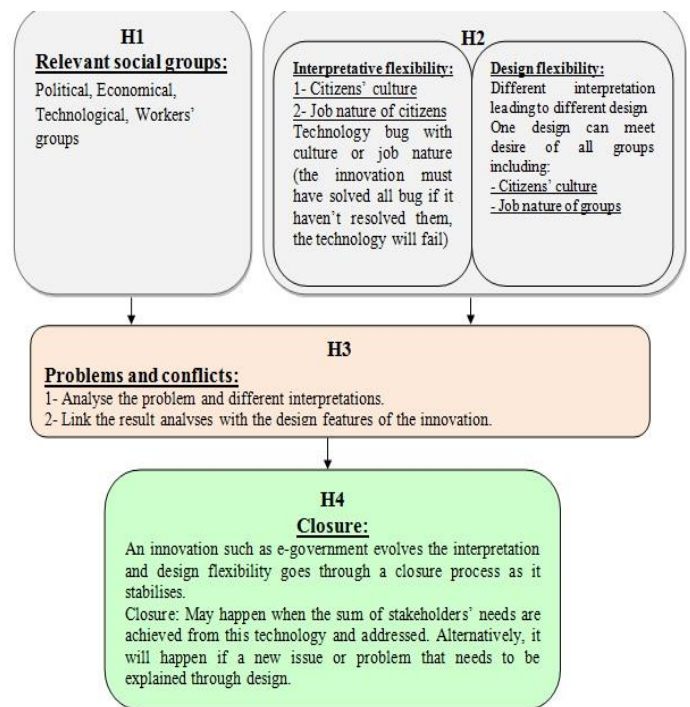 H1
Relevant social groups:
Political, Economical,
Technological, Workers'
groups
H2
Interpretative flexibility:
1- Citizens' culture
2- Job nature of citizens
Technology bug with
culture or job nature
(the innovation must
have solved all bug if it
haven't resolved them,
the technology will fail)
Design flexibility:
Different interpretation
leading to different design
One design can meet
desire of all groups
including:
- Citizens' culture
- Job nature of groups
H3
Problems and conflicts:
1- Analyse the problem and different interpretations.
2- Link the result analyses with the design features of the innovation.
H4
Closure:
An innovation such as e-government evolves the interpretation
and design flexibility goes through a closure process as it
stabilises.
Closure: May happen when the sum of stakeholders' needs are
achieved from this technology and addressed. Alternatively, it
will happen if a new issue or problem that needs to be
explained through design.